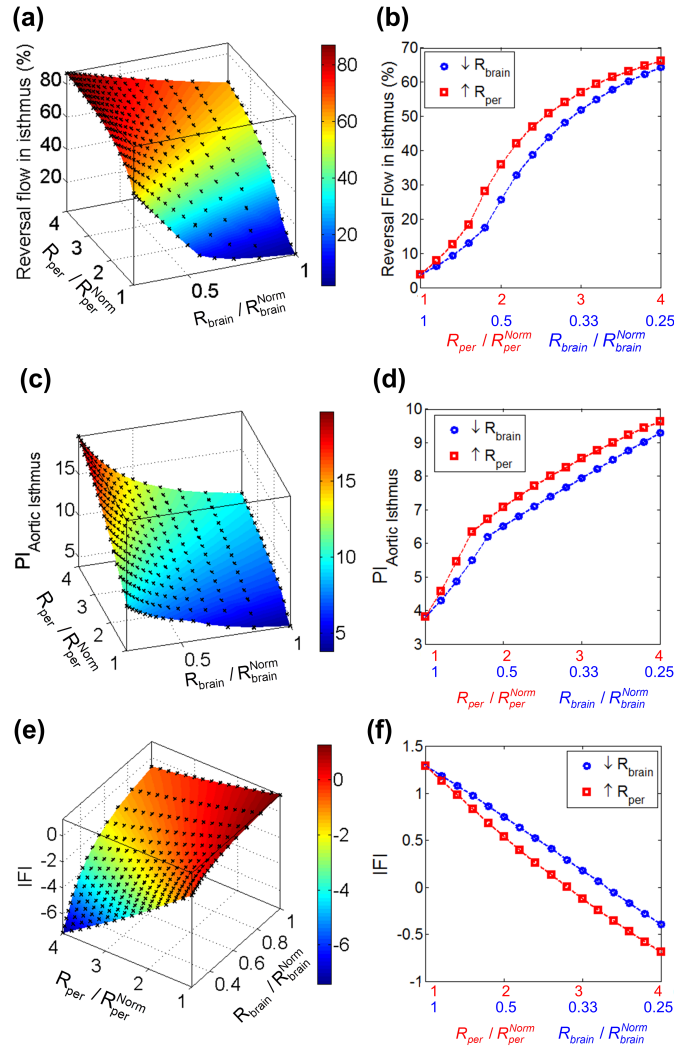 (a)
Reversal flow in isthmus (%)
80
60
40
20
4
3
2
1
R_per / R_per^Norm
0.5
1
R_brain / R_brain^Norm
80
60
40
20
(b)
Reversal Flow in isthmus (%)
70
60
50
40
30
20
10
0
↓ R_brain
↑ R_per
1 2 3 4
1 0.5 0.33 0.25
R_per / R_per^Norm R_brain / R_brain^Norm
(c)
PI_Aortic Isthmus
15
10
5
4
3
2
1
R_per / R_per^Norm
0.5
1
R_brain / R_brain^Norm
15
10
5
(d)
PI_Aortic Isthmus
10
9
8
7
6
5
4
3
↓ R_brain
↑ R_per
1 2 3 4
1 0.5 0.33 0.25
R_per / R_per^Norm R_brain / R_brain^Norm
(e)
IFI
0
-2
-4
-6
4
3
2
1
R_per / R_per^Norm
0.4
0.6
0.8
1
R_brain / R_brain^Norm
0
-2
-4
-6
(f)
IFI
1.5
1
0.5
0
-0.5
-1
↓ R_brain
↑ R_per
1 2 3 4
1 0.5 0.33 0.25
R_per / R_per^Norm R_brain / R_brain^Norm